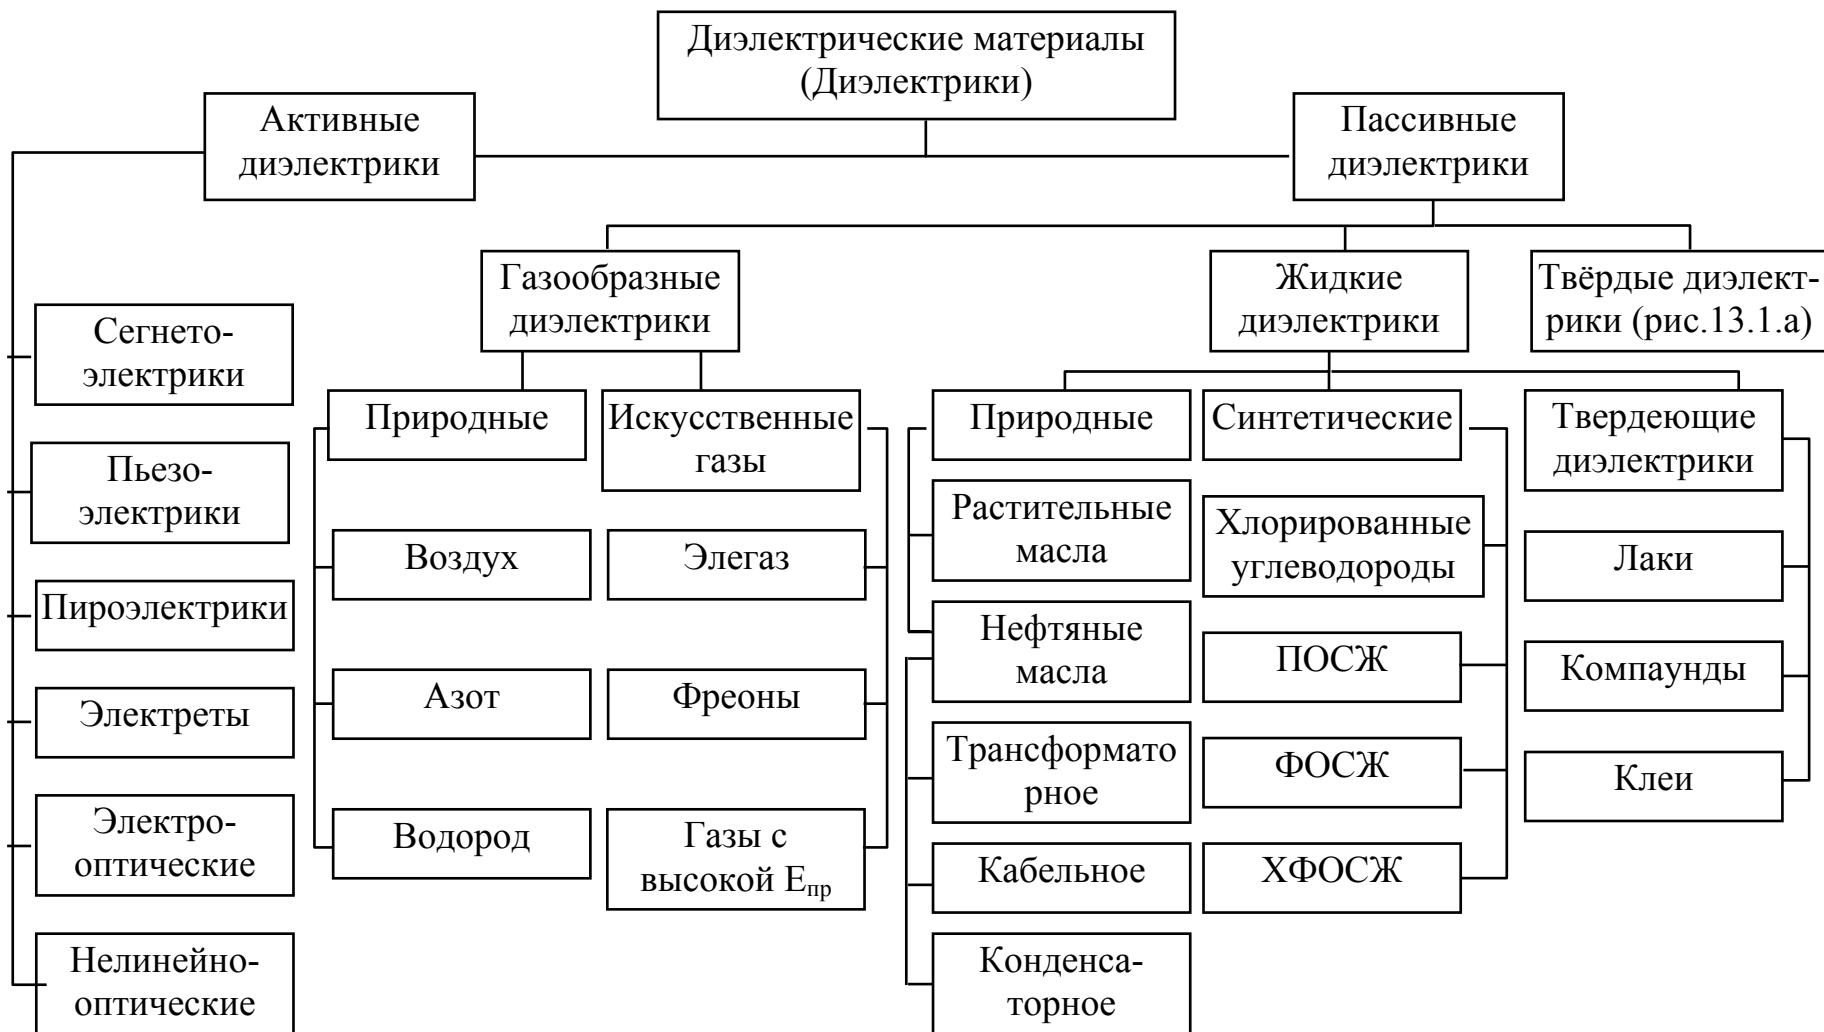 Диэлектрические материалы
(Диэлектрики)
Активные
диэлектрики
Пассивные
диэлектрики
Газообразные
диэлектрики
Жидкие
диэлектрики
Твёрдые диэлект-
рики (рис.13.1.а)
Сегнето-
электрики
Пьезо-
электрики
Пироэлектрики
Электреты
Электро-
оптические
Нелинейно-
оптические
Природные
Воздух
Азот
Водород
Искусственные
газы
Элегаз
Фреоны
Газы с
высокой Eпр
Природные
Растительные
масла
Нефтяные
масла
Трансформато
рное
Кабельное
Конденса-
торное
Синтетические
Хлорированные
углеводороды
ПОСЖ
ФОСЖ
ХФОСЖ
Твердеющие
диэлектрики
Лаки
Компаунды
Клеи